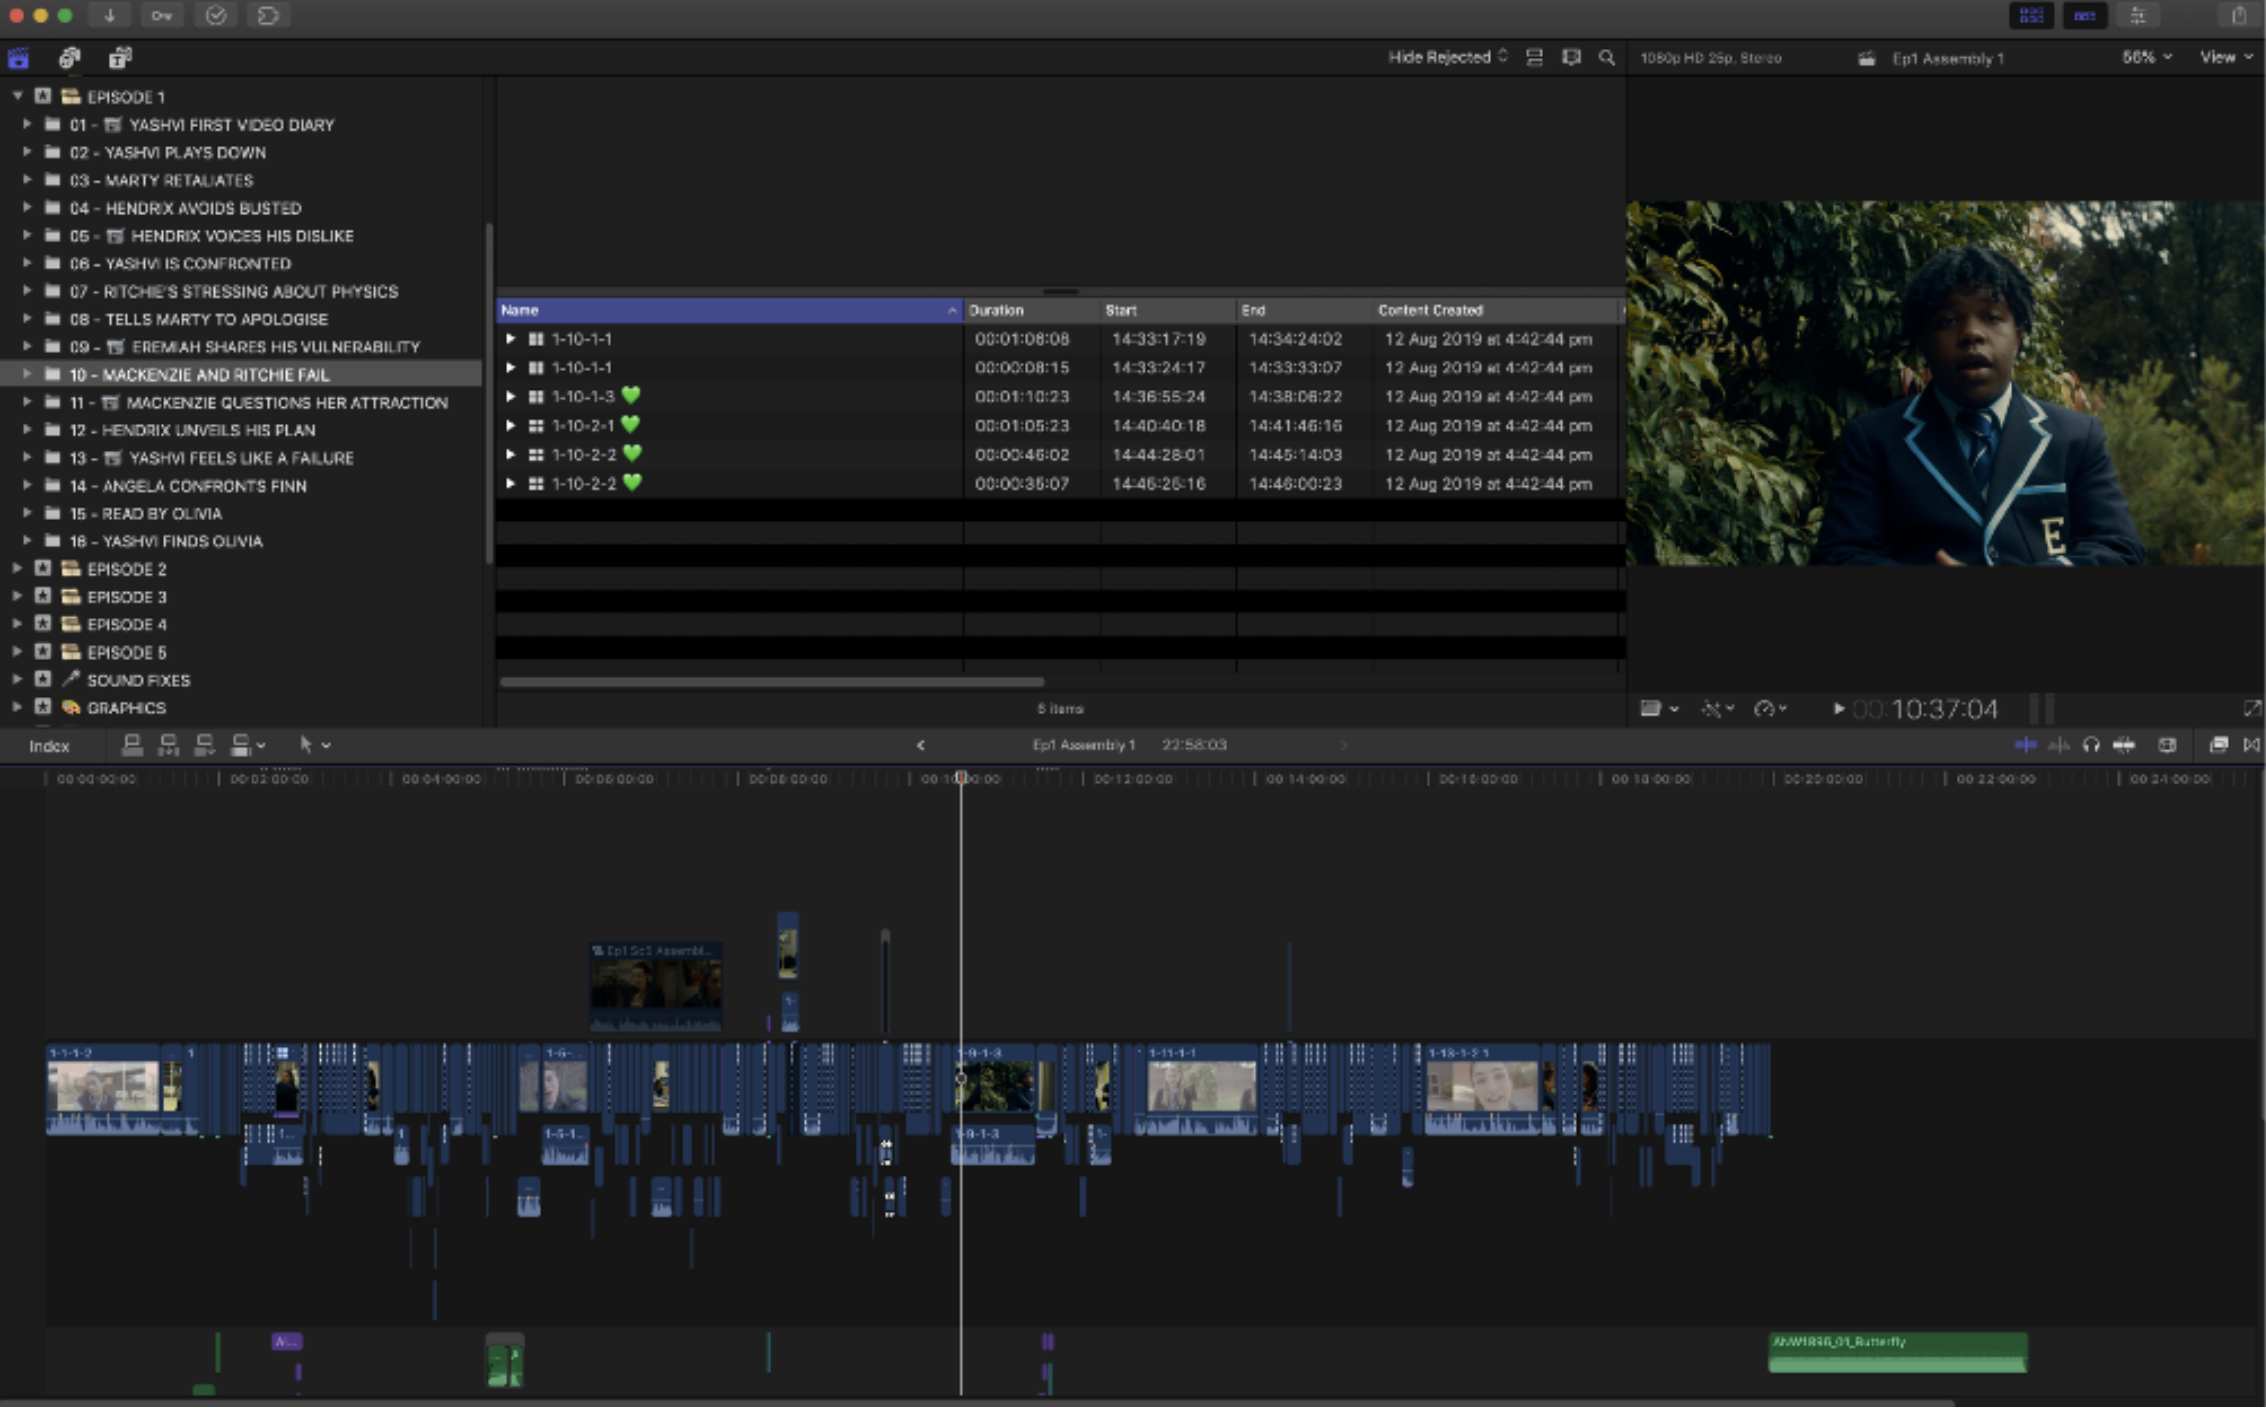 Hide Rejected
1080p HD 25p, Stereo
Ep1 Assembly 1
56%
View
EPISODE 1
01 - YASHVI FIRST VIDEO DIARY
02 - YASHVI PLAYS DOWN
03 - MARTY RETALIATES
04 - HENDRIX AVOIDS BUSTED
05 - HENDRIX VOICES HIS DISLIKE
06 - YASHVI IS CONFRONTED
07 - RITCHIE'S STRESSING ABOUT PHYSICS
08 - TELLS MARTY TO APOLOGISE
09 - EREMIAH SHARES HIS VULNERABILITY
10 - MACKENZIE AND RITCHIE FAIL
11 - MACKENZIE QUESTIONS HER ATTRACTION
12 - HENDRIX UNVEILS HIS PLAN
13 - YASHVI FEELS LIKE A FAILURE
14 - ANGELA CONFRONTS FINN
15 - READ BY OLIVIA
16 - YASHVI FINDS OLIVIA
EPISODE 2
EPISODE 3
EPISODE 4
EPISODE 5
SOUND FIXES
GRAPHICS
Name Duration Start End Content Created
1-10-1-1 00:01:06:08 14:33:17:19 14:34:24:02 12 Aug 2019 at 4:42:44 pm
1-10-1-1 00:00:08:15 14:33:24:17 14:33:33:07 12 Aug 2019 at 4:42:44 pm
1-10-1-3 💚 00:01:10:23 14:36:55:24 14:38:06:22 12 Aug 2019 at 4:42:44 pm
1-10-2-1 💚 00:01:05:23 14:40:40:18 14:41:46:16 12 Aug 2019 at 4:42:44 pm
1-10-2-2 💚 00:00:46:02 14:44:28:01 14:45:14:03 12 Aug 2019 at 4:42:44 pm
1-10-2-2 💚 00:00:35:07 14:45:25:16 14:46:00:23 12 Aug 2019 at 4:42:44 pm
6 items
E
00:10:37:04
Index
Ep1 Assembly 1 22:58:03
00:00:00:00 00:02:00:00 00:04:00:00 00:06:00:00 00:08:00:00 00:12:00:00 00:14:00:00 00:16:00:00 00:18:00:00 00:20:00:00 00:22:00:00 00:24:00:00
Ep1 Sc5 Assembl...
1-1-1-2
1-9-1-3
1-11-1-1
1-13-1-2 1
1-9-1-3
ANW1896_01_Butterfly